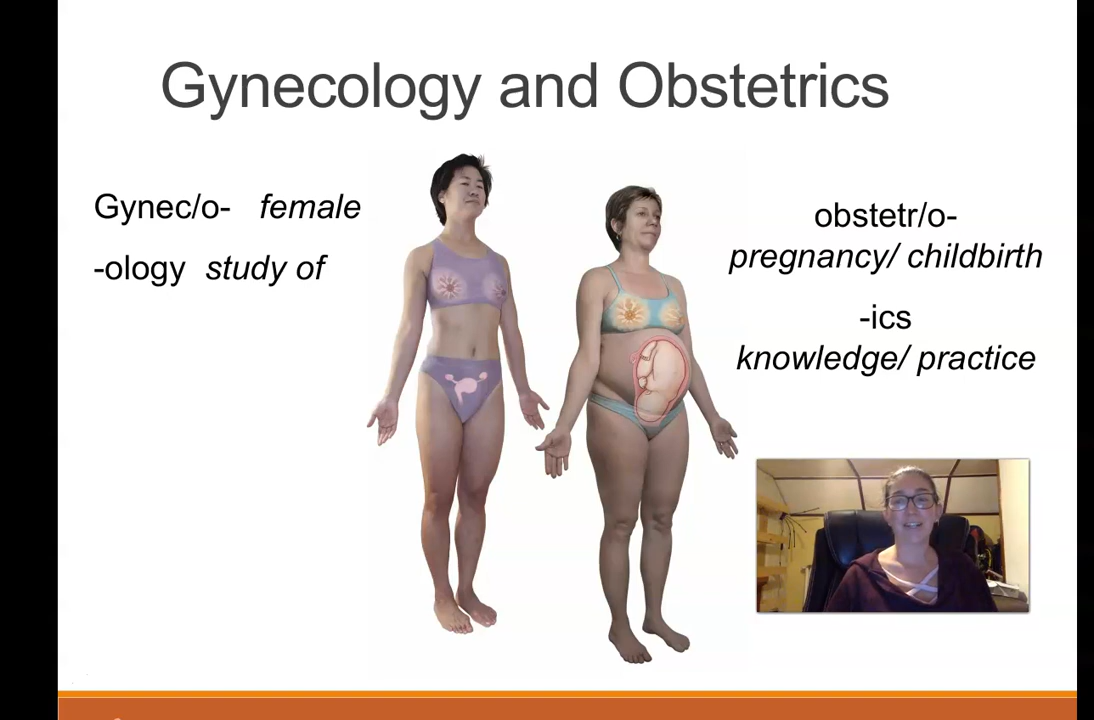 Gynecology and Obstetrics
Gynec/o- female
-ology study of
obstetr/o-
pregnancy/ childbirth
-ics
knowledge/ practice